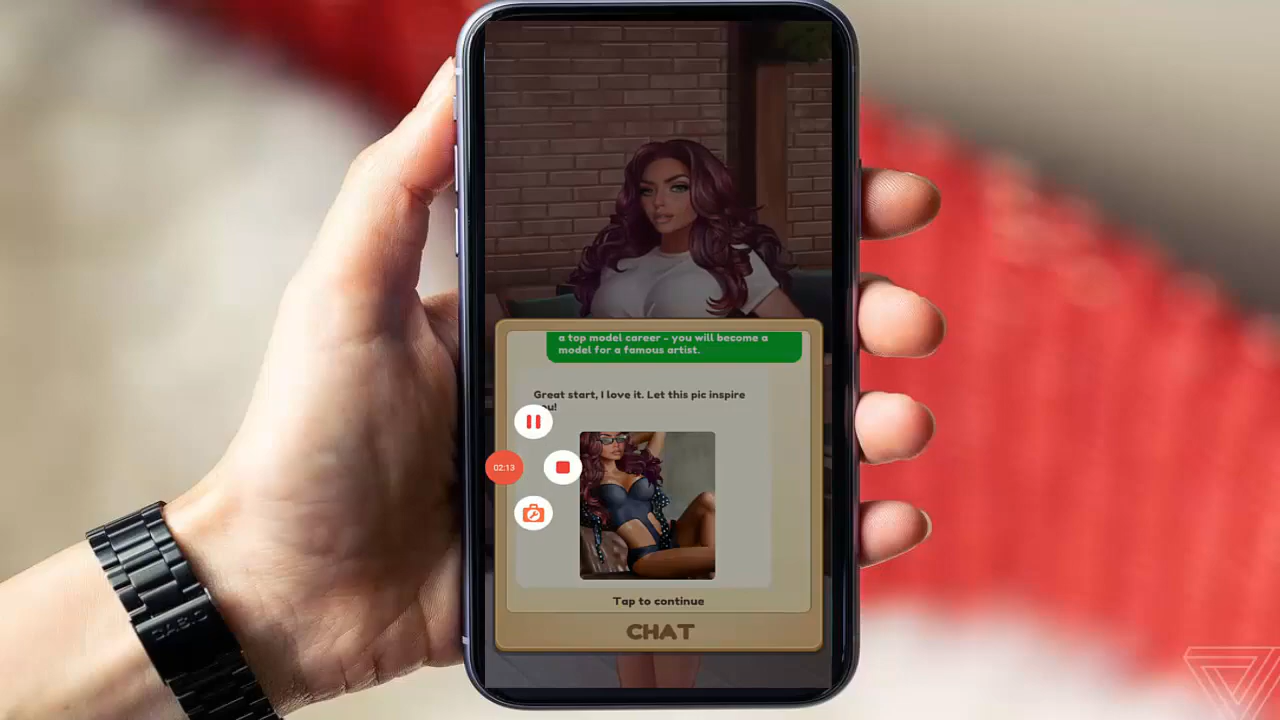 a top model career - you will become a
model for a famous artist.
Great start, I love it. Let this pic inspire
02:13
Tap to continue
CHAT